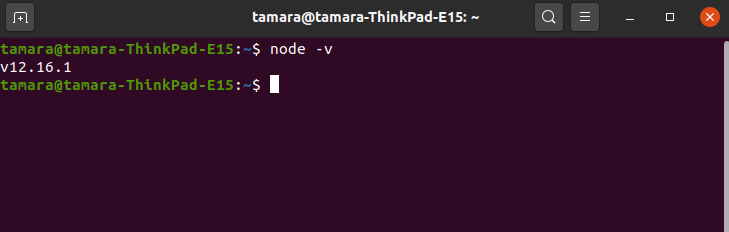 tamara@tamara-ThinkPad-E15: ~
tamara@tamara-ThinkPad-E15:~$ node -v
v12.16.1
tamara@tamara-ThinkPad-E15:~$